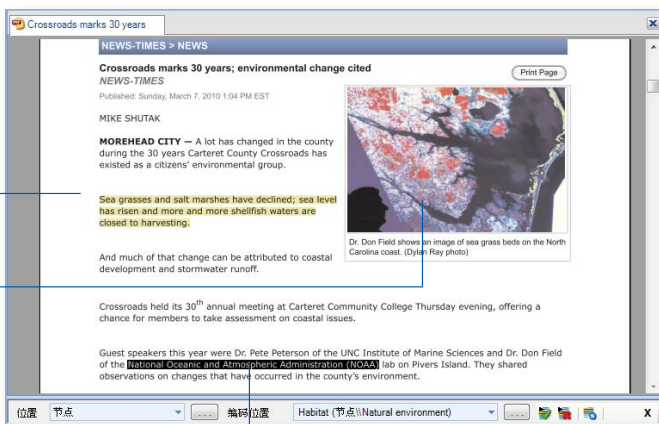 Crossroads marks 30 years
NEWS-TIMES > NEWS
Crossroads marks 30 years; environmental change cited
NEWS-TIMES
Print Page
Published: Sunday, March 7, 2010 1:04 PM EST
MIKE SHUTAK
MOREHEAD CITY — A lot has changed in the county
during the 30 years Carteret County Crossroads has
existed as a citizens’ environmental group.
Sea grasses and salt marshes have declined; sea level
has risen and more and more shellfish waters are
closed to harvesting.
Dr. Don Field shows an image of sea grass beds on the North
Carolina coast. (Dylan Ray photo)
And much of that change can be attributed to coastal
development and stormwater runoff.
Crossroads held its 30th annual meeting at Carteret Community College Thursday evening, offering a
chance for members to take assessment on coastal issues.
Guest speakers this year were Dr. Pete Peterson of the UNC Institute of Marine Sciences and Dr. Don Field
of the National Oceanic and Atmospheric Administration (NOAA) lab on Pivers Island. They shared
observations on changes that have occurred in the county’s environment.
位置 节点 ... 编码位置 Habitat (节点\\Natural environment) ... X